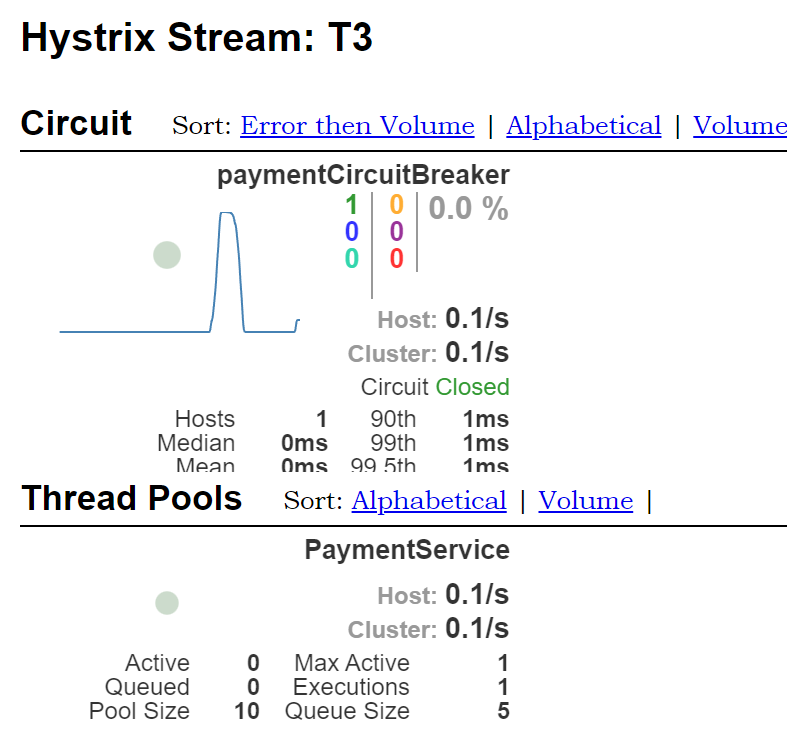 Hystrix Stream: T3
Circuit Sort: Error then Volume | Alphabetical | Volume
paymentCircuitBreaker
1 0 0.0 %
0 0
0 0
Host: 0.1/s
Cluster: 0.1/s
Circuit Closed
Hosts 1 90th 1ms
Median 0ms 99th 1ms
Mean 0ms 99.5th 1ms
Thread Pools Sort: Alphabetical | Volume |
PaymentService
Host: 0.1/s
Cluster: 0.1/s
Active 0 Max Active 1
Queued 0 Executions 1
Pool Size 10 Queue Size 5